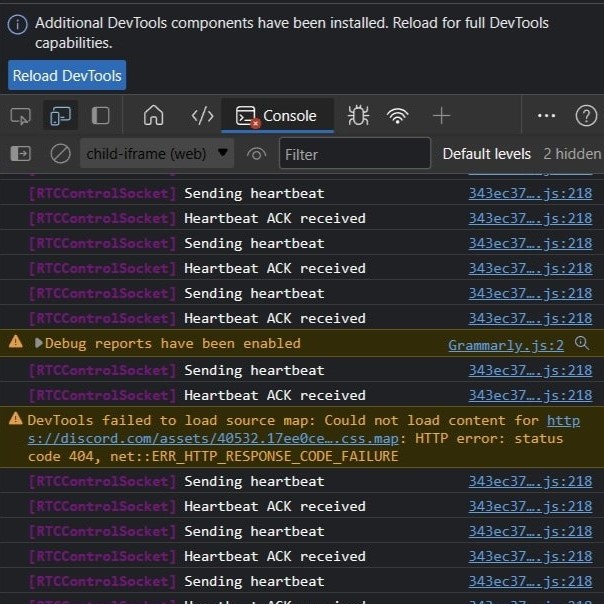 Additional DevTools components have been installed. Reload for full DevTools
capabilities.
Reload DevTools
Console
child-iframe (web) Filter Default levels 2 hidden
[RTCControlSocket] Sending heartbeat 343ec37….js:218
[RTCControlSocket] Heartbeat ACK received 343ec37….js:218
[RTCControlSocket] Sending heartbeat 343ec37….js:218
[RTCControlSocket] Heartbeat ACK received 343ec37….js:218
[RTCControlSocket] Sending heartbeat 343ec37….js:218
[RTCControlSocket] Heartbeat ACK received 343ec37….js:218
Debug reports have been enabled Grammarly.js:2
[RTCControlSocket] Sending heartbeat 343ec37….js:218
[RTCControlSocket] Heartbeat ACK received 343ec37….js:218
DevTools failed to load source map: Could not load content for http
s://discord.com/assets/40532.17ee0ce….css.map: HTTP error: status
code 404, net::ERR_HTTP_RESPONSE_CODE_FAILURE
[RTCControlSocket] Sending heartbeat 343ec37….js:218
[RTCControlSocket] Heartbeat ACK received 343ec37….js:218
[RTCControlSocket] Sending heartbeat 343ec37….js:218
[RTCControlSocket] Heartbeat ACK received 343ec37….js:218
[RTCControlSocket] Sending heartbeat 343ec37….js:218